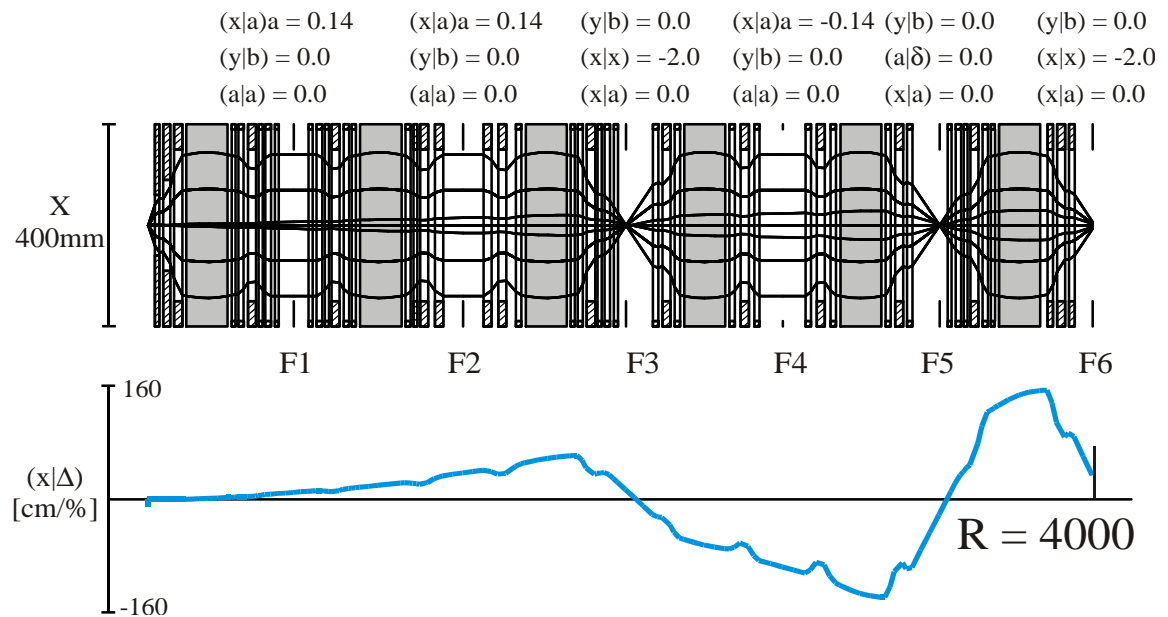 (x|a)a = 0.14 (x|a)a = 0.14 (y|b) = 0.0 (x|a)a = -0.14 (y|b) = 0.0 (y|b) = 0.0
(y|b) = 0.0 (y|b) = 0.0 (x|x) = -2.0 (y|b) = 0.0 (a|δ) = 0.0 (x|x) = -2.0
(a|a) = 0.0 (a|a) = 0.0 (x|a) = 0.0 (a|a) = 0.0 (x|a) = 0.0 (x|a) = 0.0
X
400mm
F1 F2 F3 F4 F5 F6
160
(x|Δ)
[cm/%]
R = 4000
-160